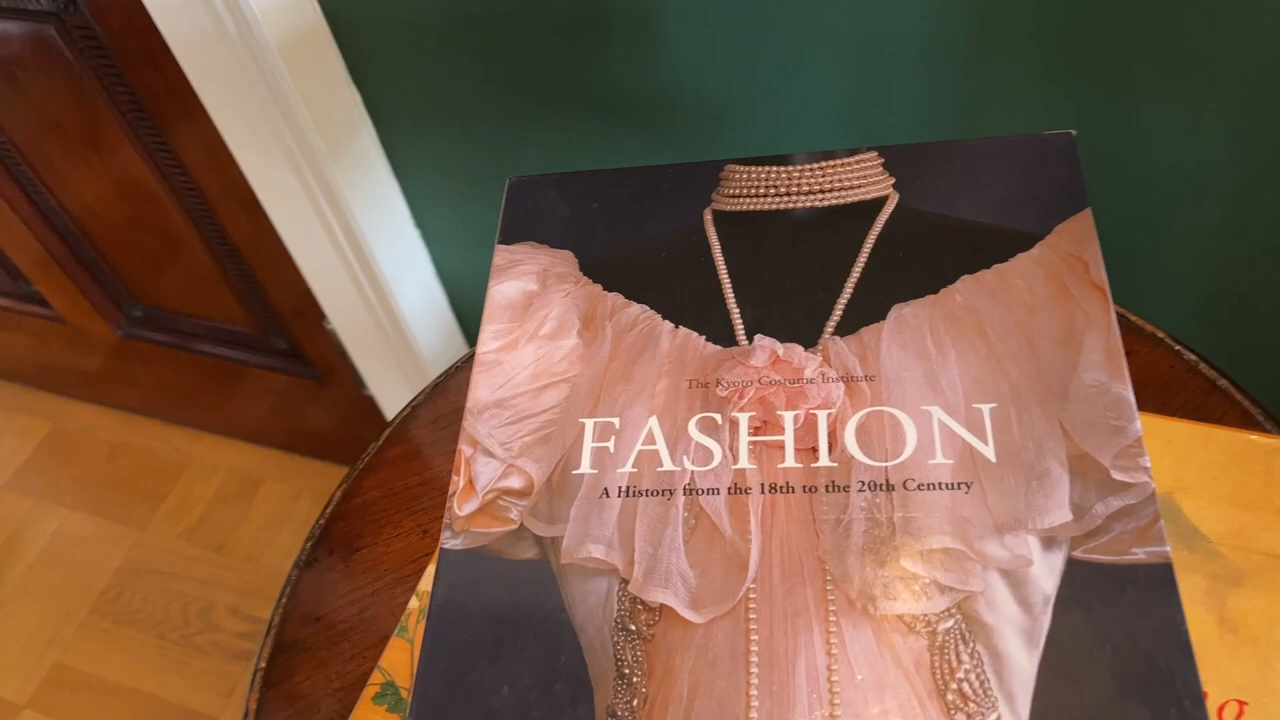 The Kyoto Costume Institute
FASHION
A History from the 18th to the 20th Century